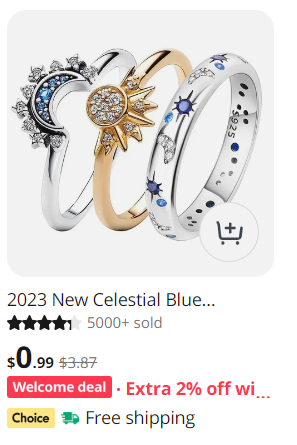 S925
2023 New Celestial Blue...
5000+ sold
$0.99 $3.87
Welcome deal · Extra 2% off wi...
Choice Free shipping